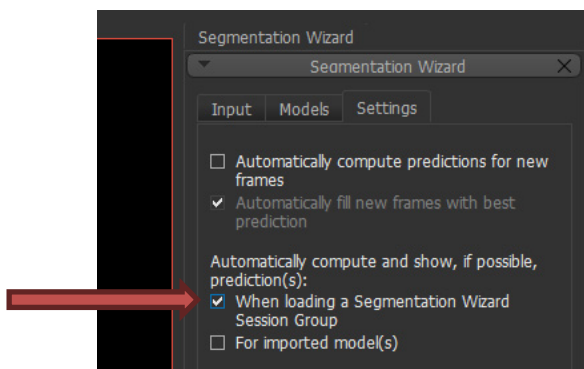 Segmentation Wizard
Segmentation Wizard
Input Models Settings
Automatically compute predictions for new
frames
Automatically fill new frames with best
prediction
Automatically compute and show, if possible,
prediction(s):
When loading a Segmentation Wizard
Session Group
For imported model(s)